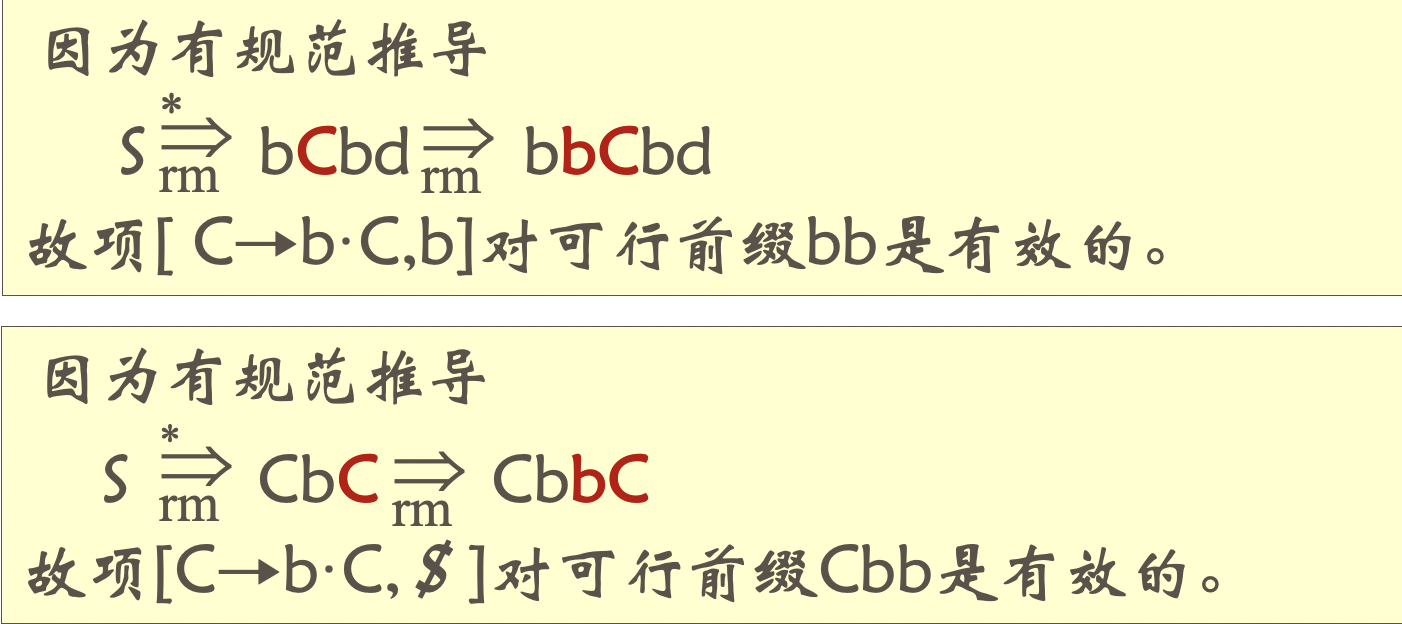 因为有规范推导
S *⇒rm bCbd ⇒rm bbCbd
故项[ C→b·C,b]对可行前缀bb是有效的。
因为有规范推导
S *⇒rm CbC ⇒rm CbbC
故项[C→b·C, $ ]对可行前缀Cbb是有效的。